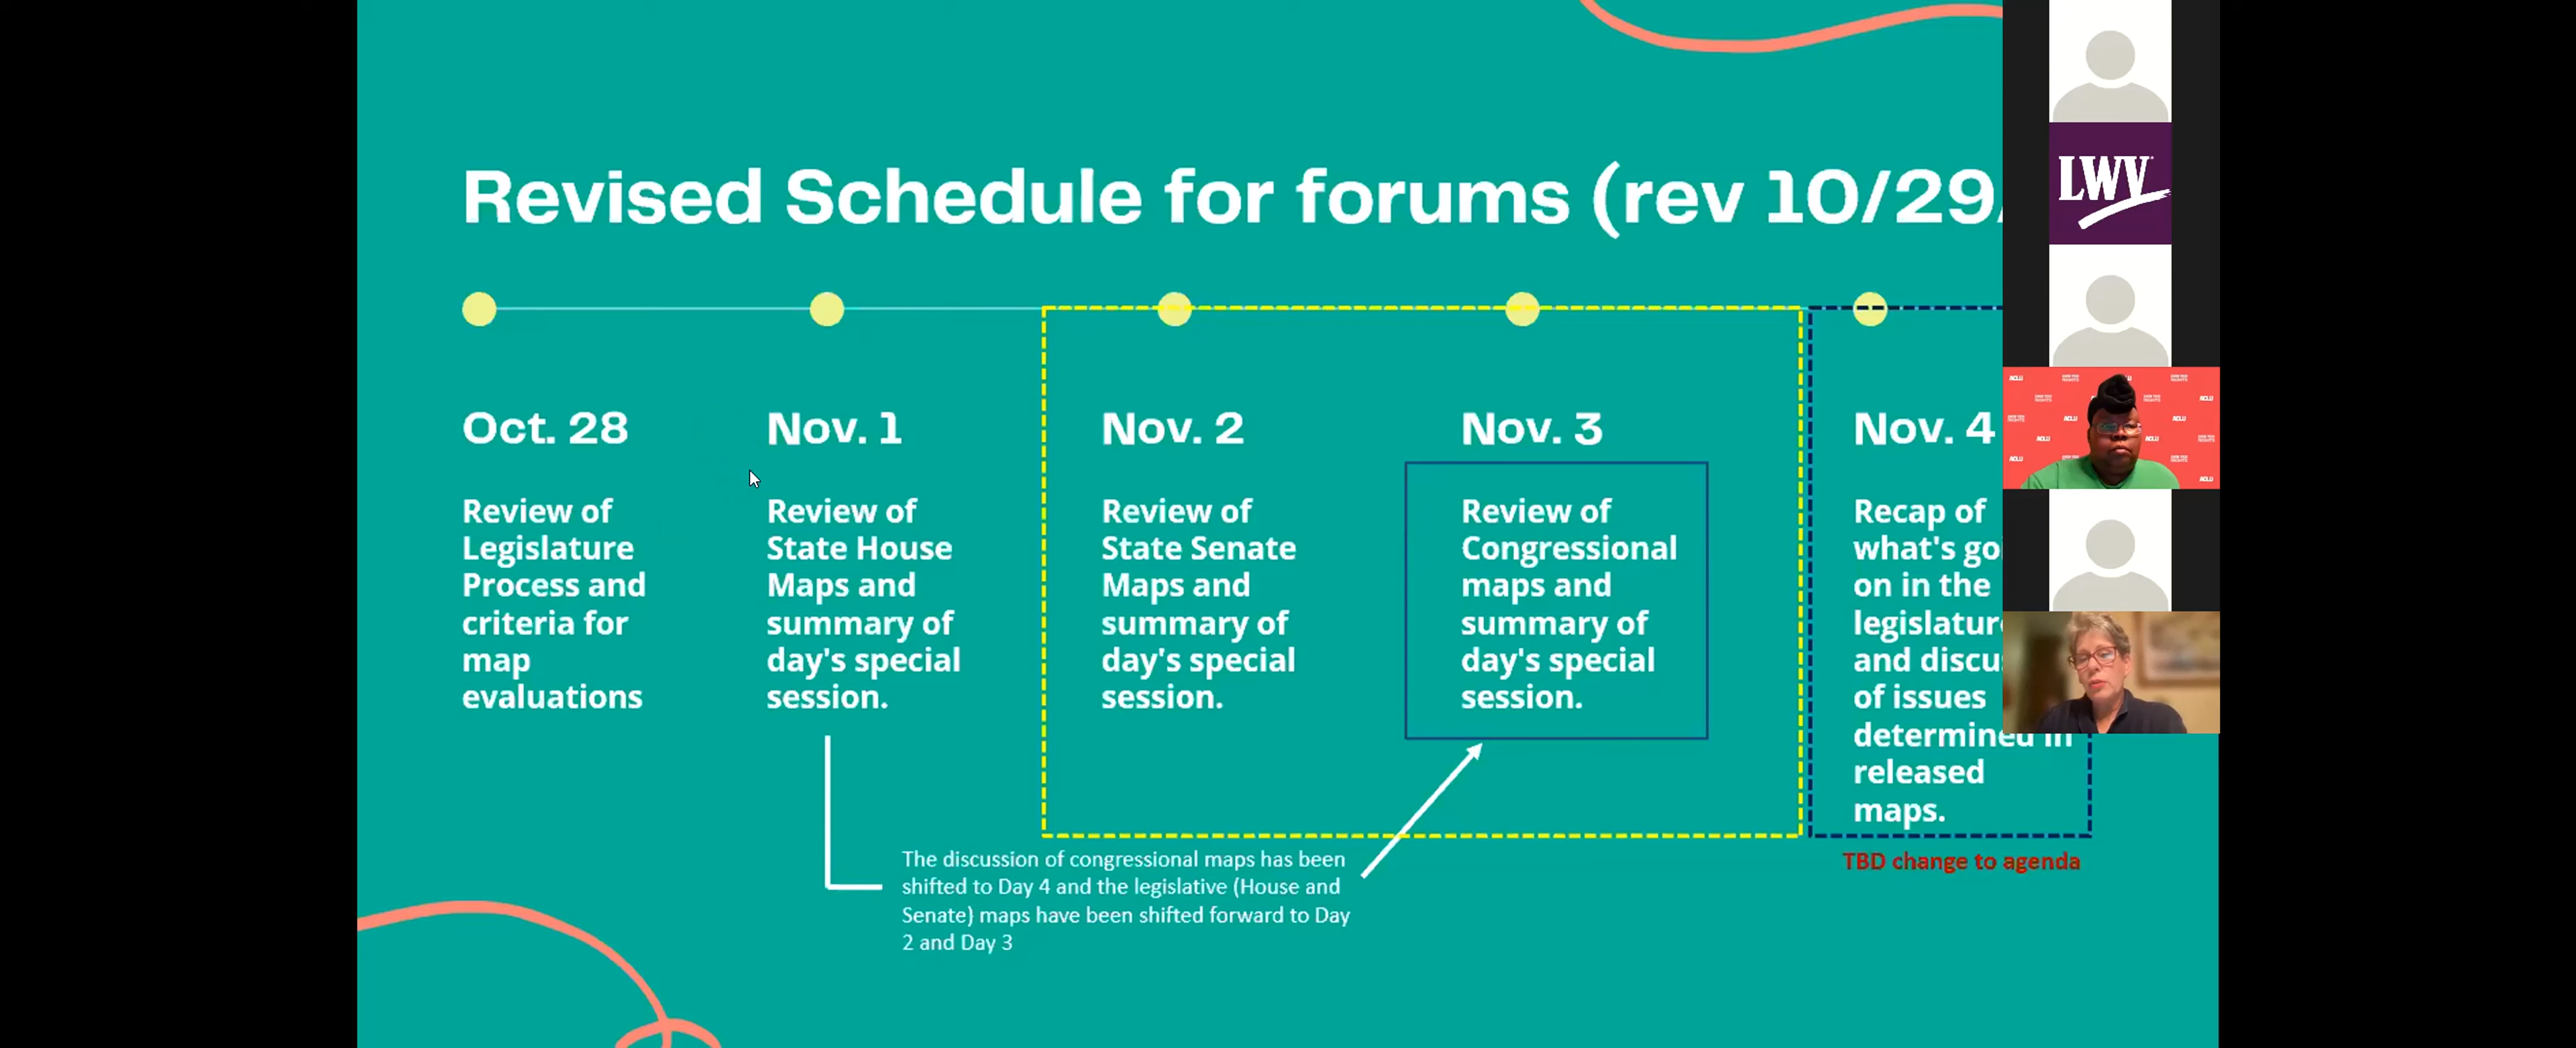 Revised Schedule for forums (rev 10/29/
Oct. 28
Review of
Legislature
Process and
criteria for
map
evaluations
Nov. 1
Review of
State House
Maps and
summary of
day's special
session.
Nov. 2
Review of
State Senate
Maps and
summary of
day's special
session.
Nov. 3
Review of
Congressional
maps and
summary of
day's special
session.
Nov. 4
Recap of
what's
on in the
and
of issues
determined in
released
maps.
The discussion of congressional maps has been
shifted to Day 4 and the legislative (House and
Senate) maps have been shifted forward to Day
2 and Day 3
TBD change to agenda
LWV
ACLU